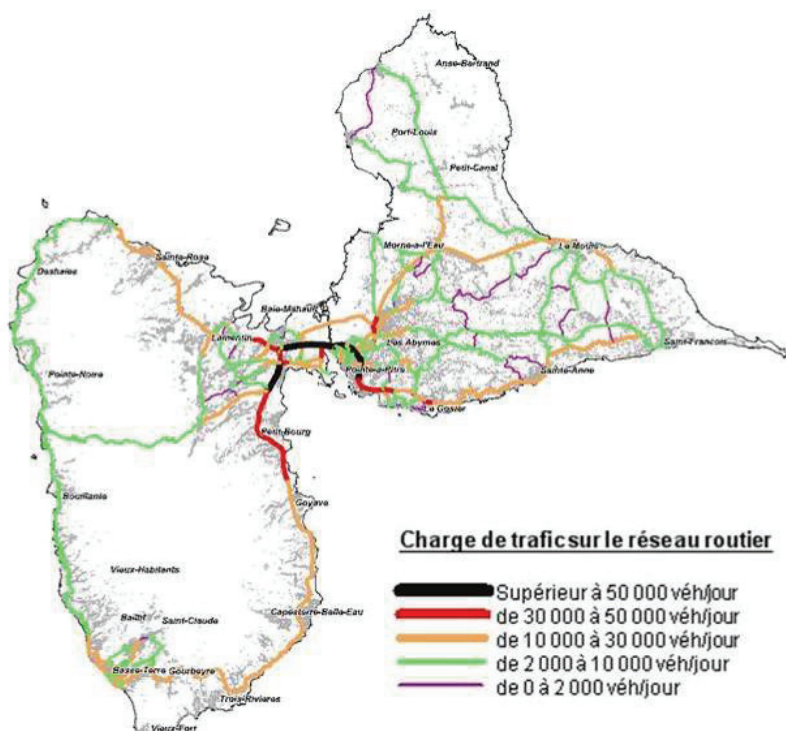 Anse-Bertrand
Port-Louis
Petit-Canal
Morne-a-l'Eau
Le Moule
Sainte-Rose
Deshaies
Baie-Mahault
Lamentin
Les Abymes
Saint-François
Pointe-Noire
Pointe-a-Pitre
Sainte-Anne
Le Gosier
Petit-Bourg
Goyave
Bouillante
Vieux-Habitants
Capesterre-Belle-Eau
Baillif
Saint-Claude
Basse-Terre
Gourbeyre
Trois-Rivieres
Vieux-Fort
Charge de trafic sur le réseau routier
Supérieur à 50 000 véh/jour
de 30 000 à 50 000 véh/jour
de 10 000 à 30 000 véh/jour
de 2 000 à 10 000 véh/jour
de 0 à 2 000 véh/jour